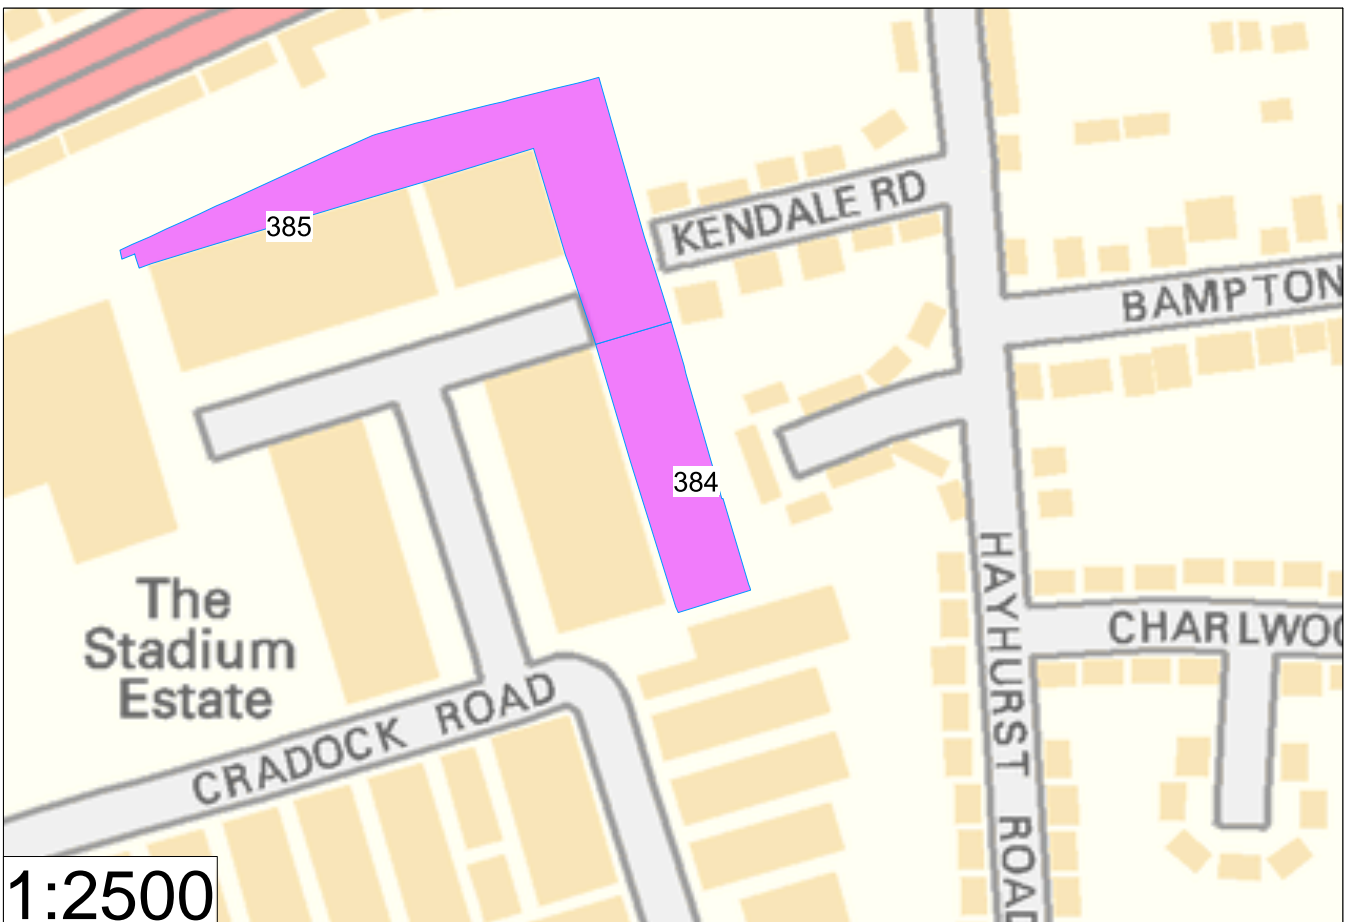 385
KENDALE RD
BAMPTON
384
The
Stadium
Estate
HAYHURST ROAD
CHARLWOO
CRADOCK ROAD
1:2500